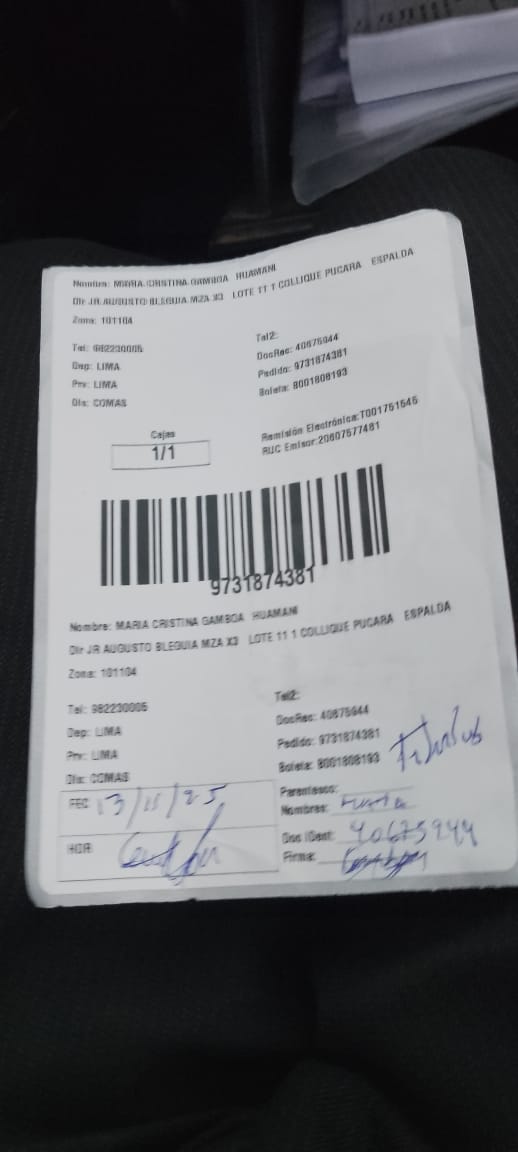 Nombre: MARIA CRISTINA GAMBOA HUAMANI
Dir JR AUGUSTO BLEGUIA MZA X3 LOTE 11 1 COLLIQUE PUCARA ESPALDA
Zona: 101104
Tel: 982230005
Tel2:
Dep: LIMA
DocRec: 40675944
Prv: LIMA
Pedido: 9731874381
Dis: COMAS
Boleta: B001808193
Cajas
1/1
Remisión Electrónica:T001751545
RUC Emisor:20607577481
9731874381
Nombre: MARIA CRISTINA GAMBOA HUAMANI
Dir JR AUGUSTO BLEGUIA MZA X3 LOTE 11 1 COLLIQUE PUCARA ESPALDA
Zona: 101104
Tel: 982230005
Tel2:
Dep: LIMA
DocRec: 40675944
Prv: LIMA
Pedido: 9731874381
Dis: COMAS
Boleta: B001808193
FEC 13/11/25
Parentesco:
Nombres:
HOR
Doc IDent: 40675944
Firma: